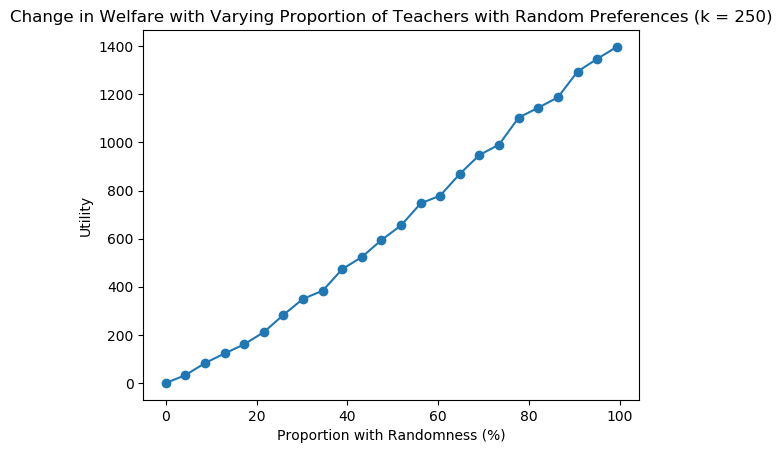 Change in Welfare with Varying Proportion of Teachers with Random Preferences (k = 250)
1400
1200
1000
800
600
400
200
0
Utility
0 20 40 60 80 100
Proportion with Randomness (%)